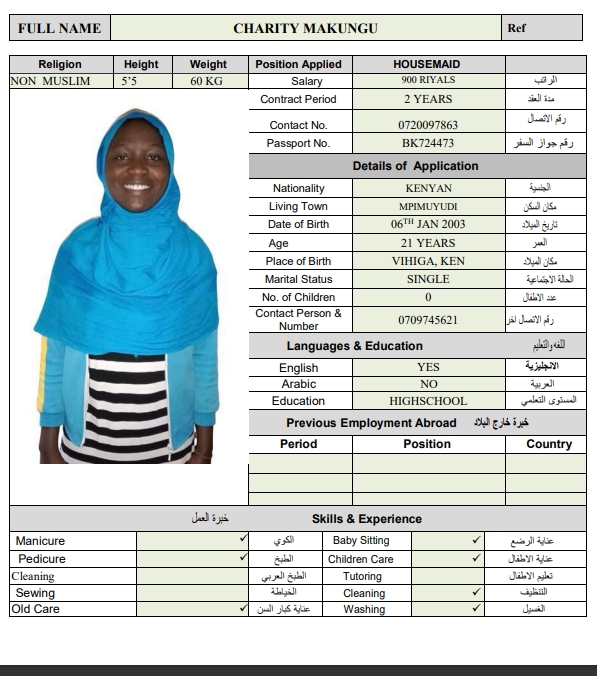 FULL NAME CHARITY MAKUNGU Ref
Religion Height Weight Position Applied HOUSEMAID
NON MUSLIM 5'5 60 KG Salary 900 RIYALS الراتب
Contract Period 2 YEARS مدة العقد
Contact No. 0720097863 رقم الاتصال
Passport No. BK724473 رقم جواز السفر
Details of Application
Nationality KENYAN الجنسية
Living Town MPIMUYUDI مكان السكن
Date of Birth 06TH JAN 2003 تاريخ الميلاد
Age 21 YEARS العمر
Place of Birth VIHIGA, KEN مكان الميلاد
Marital Status SINGLE الحالة الاجتماعية
No. of Children 0 عدد الاطفال
Contact Person & Number 0709745621 رقم الاتصال اخر
Languages & Education اللغه والتعليم
English YES الانجليزية
Arabic NO العربية
Education HIGHSCHOOL المستوى التعلمي
Previous Employment Abroad خبرة خارج البلاد
Period Position Country
خبرة العمل Skills & Experience
Manicure ✓ الكوي Baby Sitting ✓ عناية الرضع
Pedicure ✓ الطبخ Children Care ✓ عناية الاطفال
Cleaning الطبخ العربي Tutoring تعليم الاطفال
Sewing الخياطة Cleaning ✓ التنظيف
Old Care ✓ عناية كبار السن Washing ✓ الغسيل